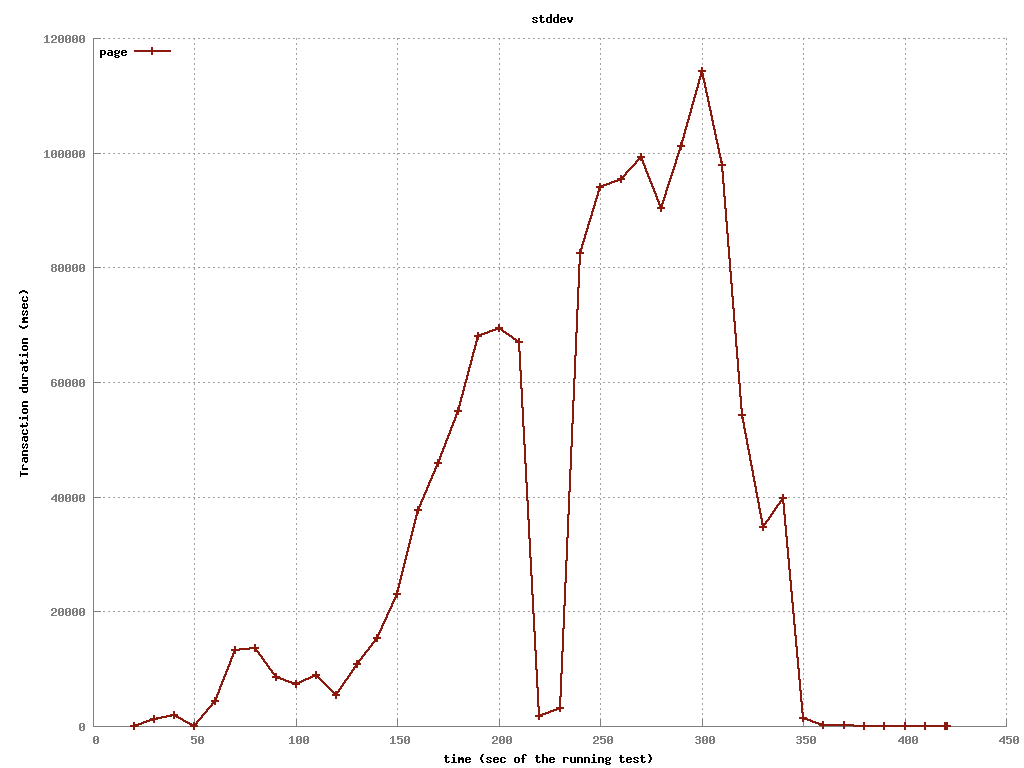 stddev
page
120000
100000
80000
60000
40000
20000
0
Transaction duration (msec)
0 50 100 150 200 250 300 350 400 450
time (sec of the running test)